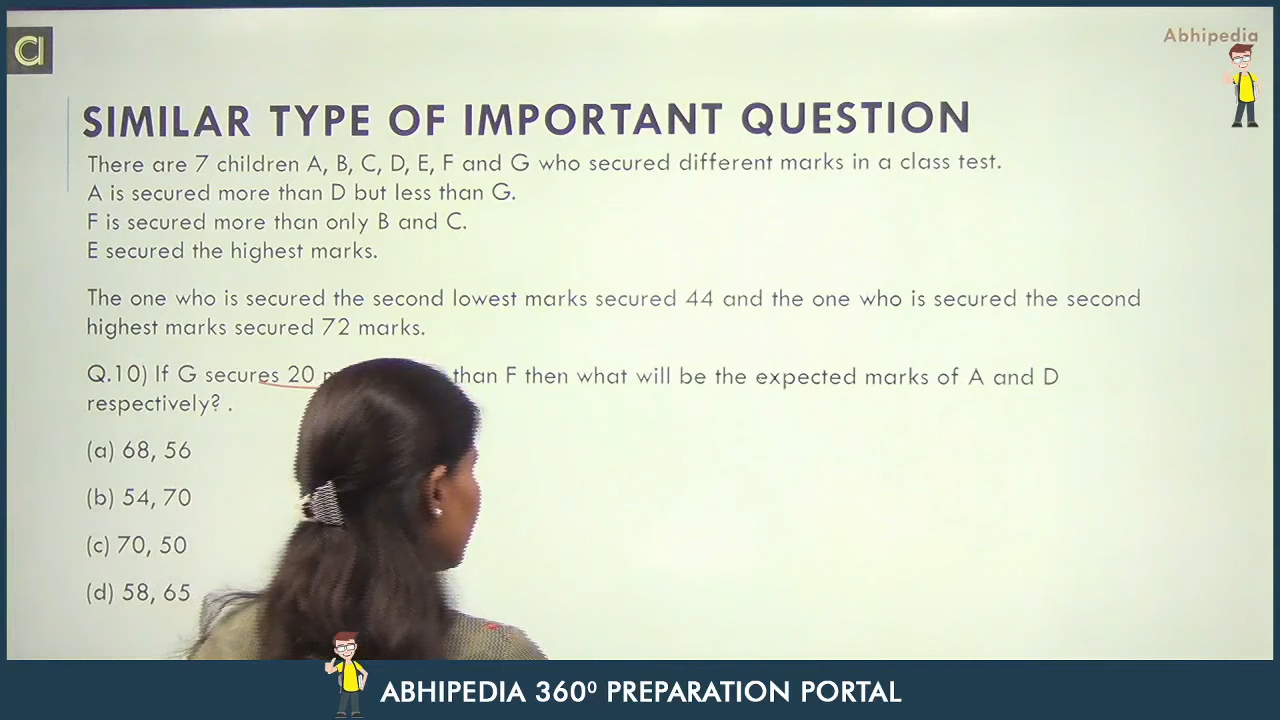 Abhipedia
SIMILAR TYPE OF IMPORTANT QUESTION
There are 7 children A, B, C, D, E, F and G who secured different marks in a class test.
A is secured more than D but less than G.
F is secured more than only B and C.
E secured the highest marks.
The one who is secured the second lowest marks secured 44 and the one who is secured the second
highest marks secured 72 marks.
Q.10) If G secures 20 than F then what will be the expected marks of A and D
respectively? .
(a) 68, 56
(b) 54, 70
(c) 70, 50
(d) 58, 65
ABHIPEDIA 360⁰ PREPARATION PORTAL